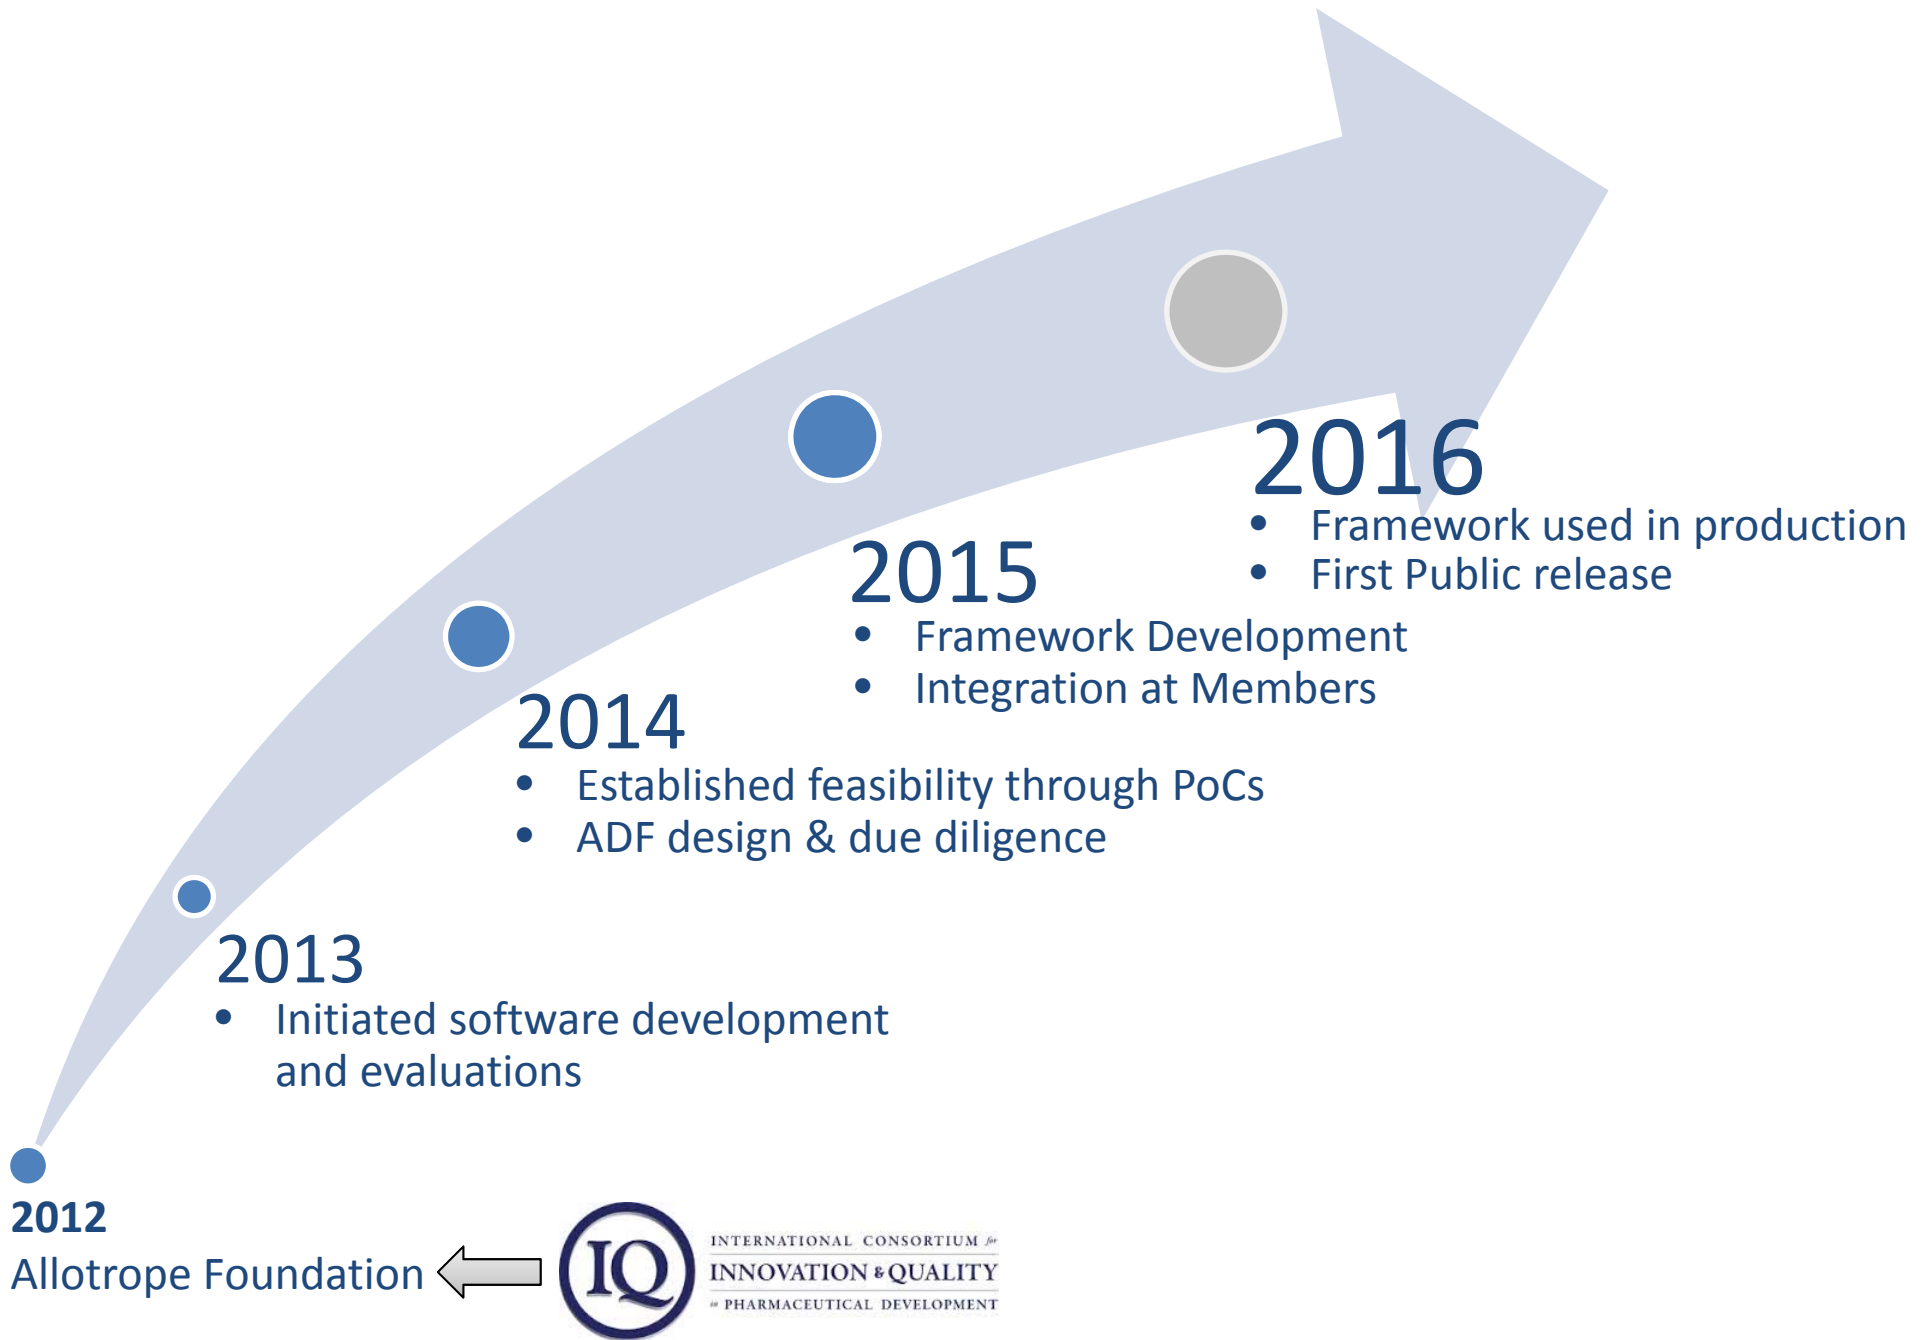 2016
• Framework used in production
• First Public release
2015
• Framework Development
• Integration at Members
2014
• Established feasibility through PoCs
• ADF design & due diligence
2013
• Initiated software development
and evaluations
2012
Allotrope Foundation
IQ
INTERNATIONAL CONSORTIUM for
INNOVATION & QUALITY
in PHARMACEUTICAL DEVELOPMENT